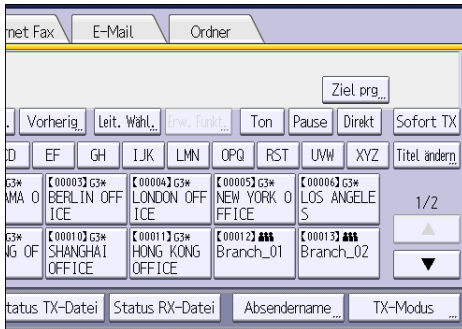 rnet Fax E-Mail Ordner
Ziel prg.
. Vorherig. Leit. Wähl. Erw. Funkt. Ton Pause Direkt Sofort TX
CD EF GH IJK LMN OPQ RST UVW XYZ Titel ändern
G3* 【00003】G3* 【00004】G3* 【00005】G3* 【00006】G3*
AMA O BERLIN OFF LONDON OFF NEW YORK O LOS ANGELE 1/2
ICE ICE FFICE S
G3* 【00010】G3* 【00011】G3* 【00012】 【00013】
NG OF SHANGHAI HONG KONG Branch_01 Branch_02
OFFICE OFFICE
Status TX-Datei Status RX-Datei Absendername TX-Modus